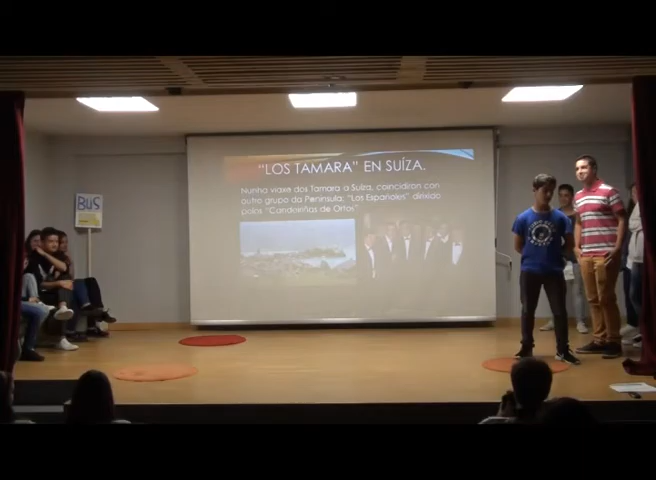 "LOS TAMARA" EN SUÍZA.
Nunha viaxe dos Tamara a Suíza, coincidiron con
outro grupo da Península: "Los Españoles" dirixido
polos "Candoreiñas de Ortos"
BUS